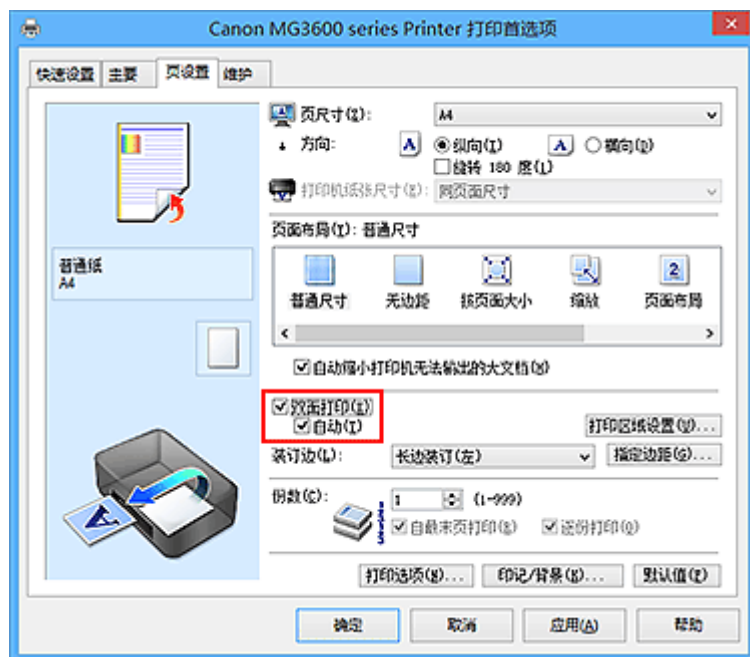 Canon MG3600 series Printer 打印首选项
快速设置 主要 页设置 维护
页尺寸(Z): A4
方向: A 纵向(I) A 横向(P)
旋转 180 度(L)
打印机纸张尺寸(E): 同页面尺寸
页面布局(Y): 普通尺寸
普通纸
A4
普通尺寸 无边距 按页面大小 缩放 2 页面布局
自动缩小打印机无法输出的大文档(N)
双面打印(X)
自动(T)
打印区域设置(U)...
装订边(L): 长边装订(左) 指定边距(G)...
份数(C): 1 (1-999)
自最末页打印(R) 逐份打印(O)
打印选项(N)... 印记/背景(K)... 默认值(F)
确定 取消 应用(A) 帮助